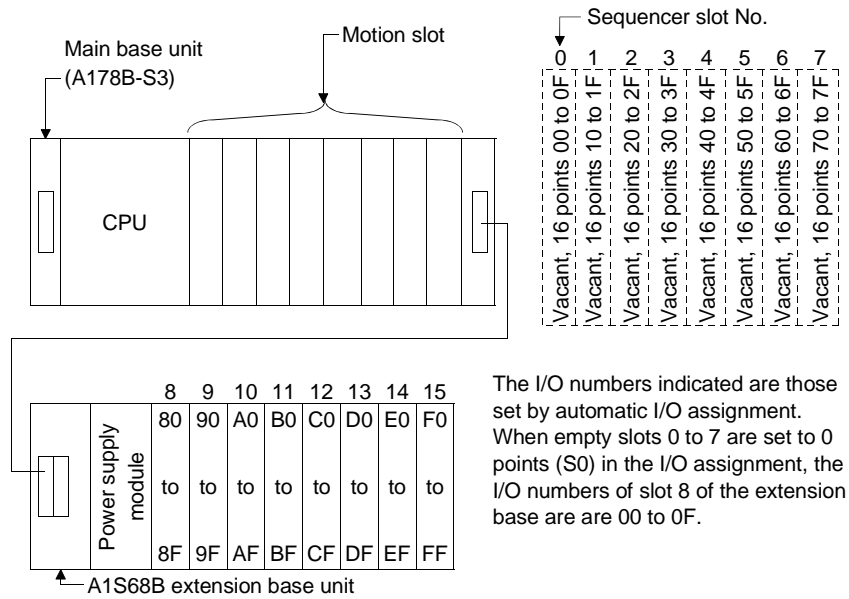 Sequencer slot No.
Motion slot
Main base unit
(A178B-S3)
0 1 2 3 4 5 6 7
Vacant, 16 points 00 to 0F
Vacant, 16 points 10 to 1F
Vacant, 16 points 20 to 2F
Vacant, 16 points 30 to 3F
Vacant, 16 points 40 to 4F
Vacant, 16 points 50 to 5F
Vacant, 16 points 60 to 6F
Vacant, 16 points 70 to 7F
CPU
8 9 10 11 12 13 14 15
80 90 A0 B0 C0 D0 E0 F0
to to to to to to to to
8F 9F AF BF CF DF EF FF
Power supply
module
A1S68B extension base unit
The I/O numbers indicated are those
set by automatic I/O assignment.
When empty slots 0 to 7 are set to 0
points (S0) in the I/O assignment, the
I/O numbers of slot 8 of the extension
base are are 00 to 0F.